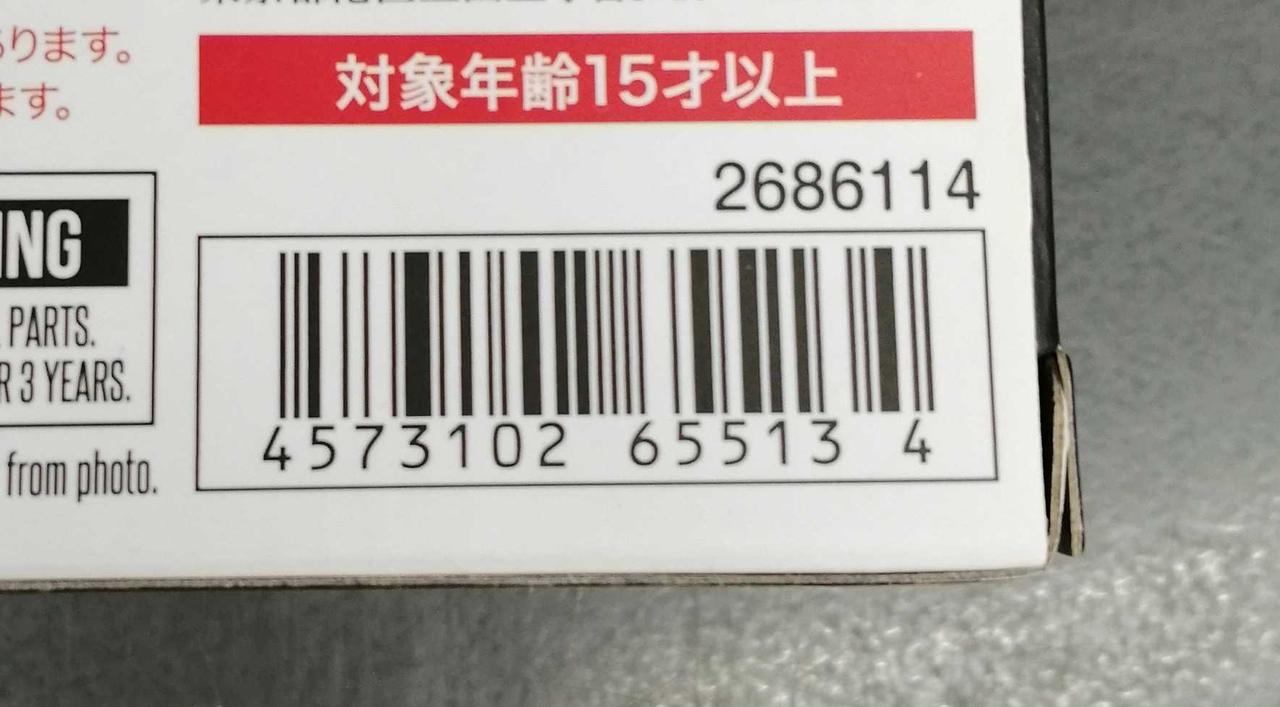 ります。
ます。
対象年齢15才以上
2686114
ING
PARTS.
R 3 YEARS.
from photo.
4573102 65513 4